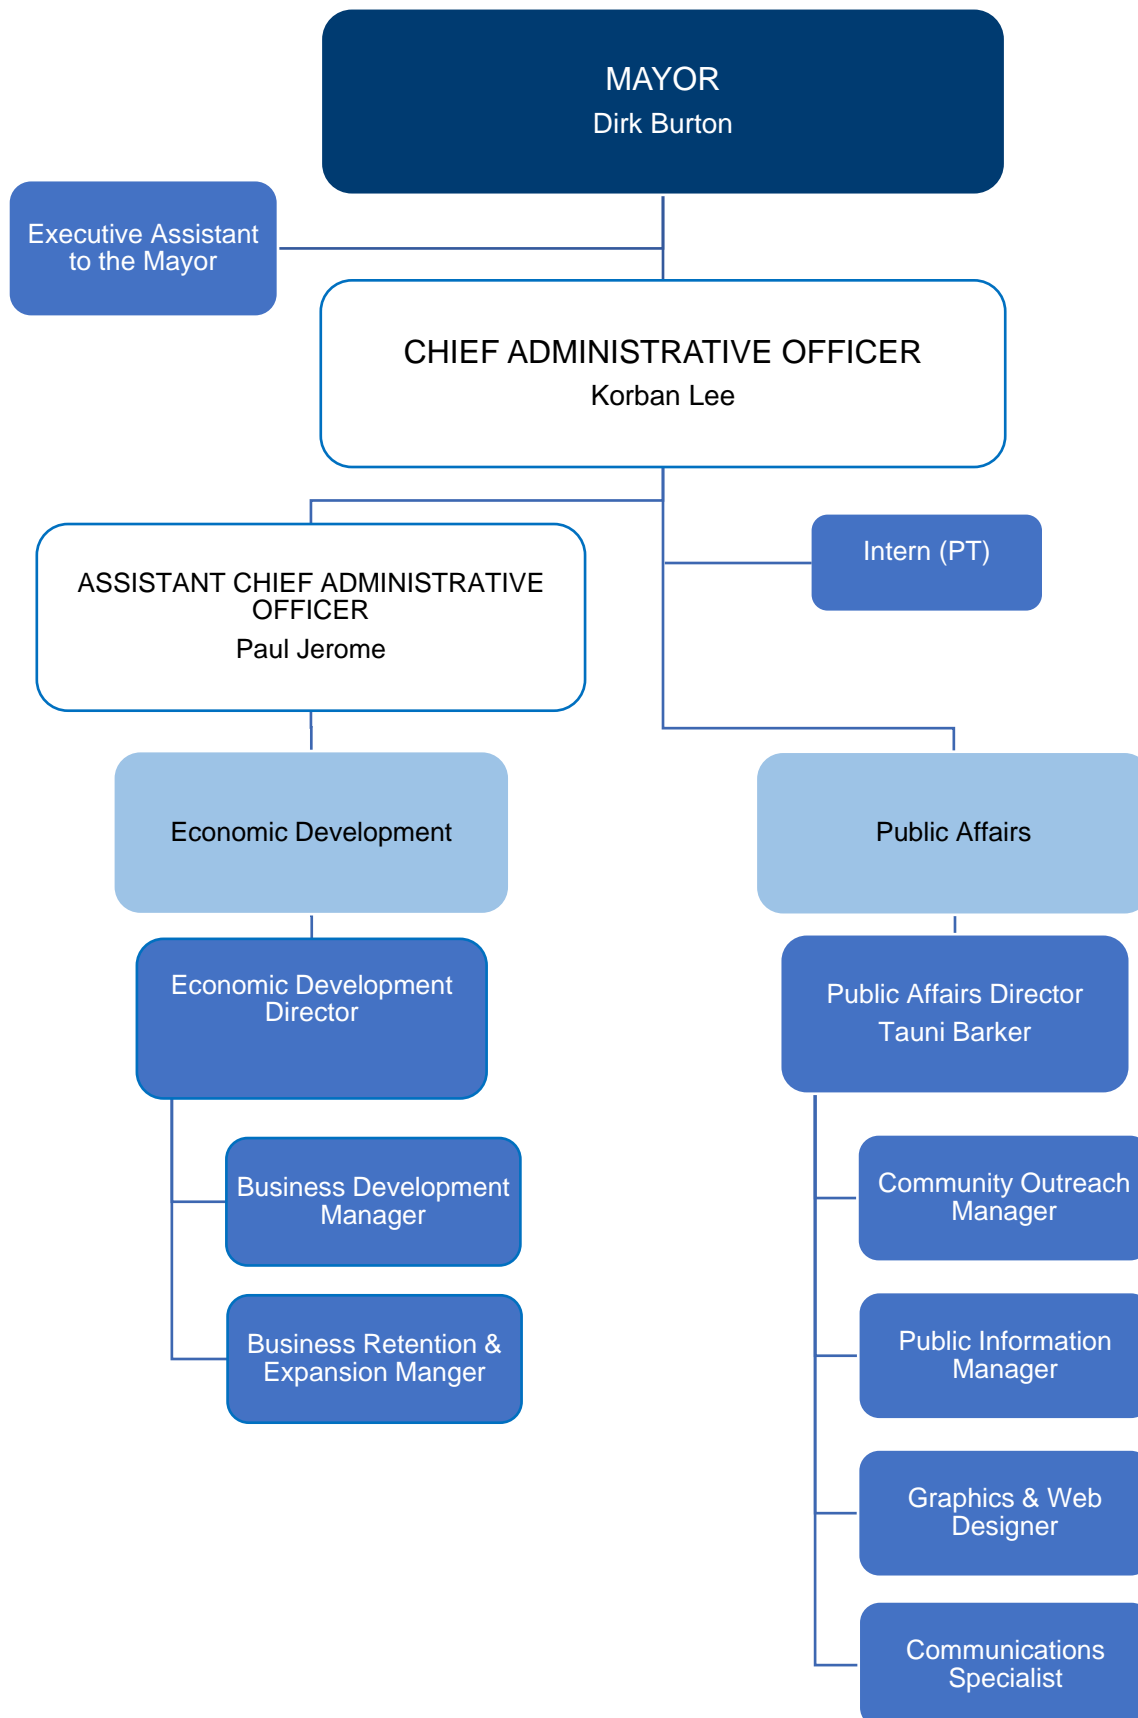 MAYOR
Dirk Burton
Executive Assistant
to the Mayor
CHIEF ADMINISTRATIVE OFFICER
Korban Lee
ASSISTANT CHIEF ADMINISTRATIVE
OFFICER
Paul Jerome
Intern (PT)
Economic Development
Public Affairs
Economic Development
Director
Public Affairs Director
Tauni Barker
Business Development
Manager
Business Retention &
Expansion Manger
Community Outreach
Manager
Public Information
Manager
Graphics & Web
Designer
Communications
Specialist